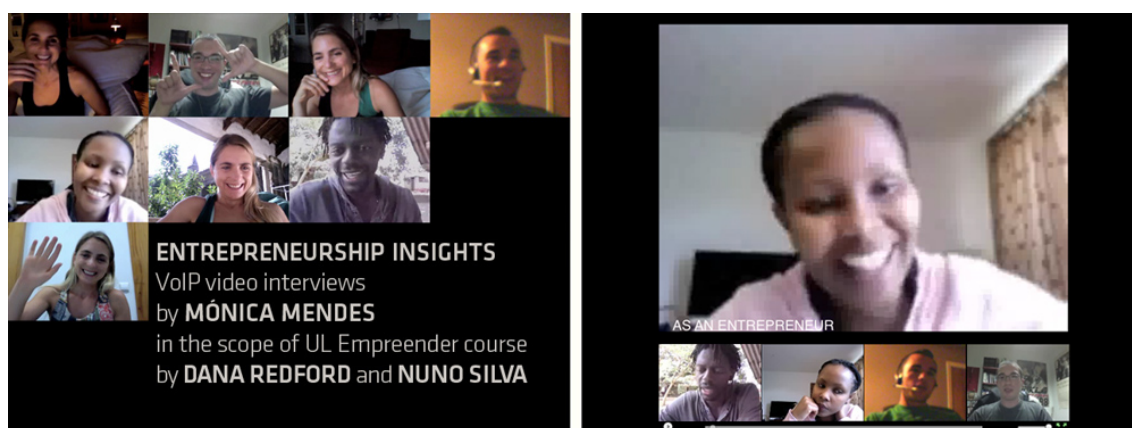 ENTREPRENEURSHIP INSIGHTS
VoIP video interviews
by MÓNICA MENDES
in the scope of UL Empreender course
by DANA REDFORD and NUNO SILVA
AS AN ENTREPRENEUR